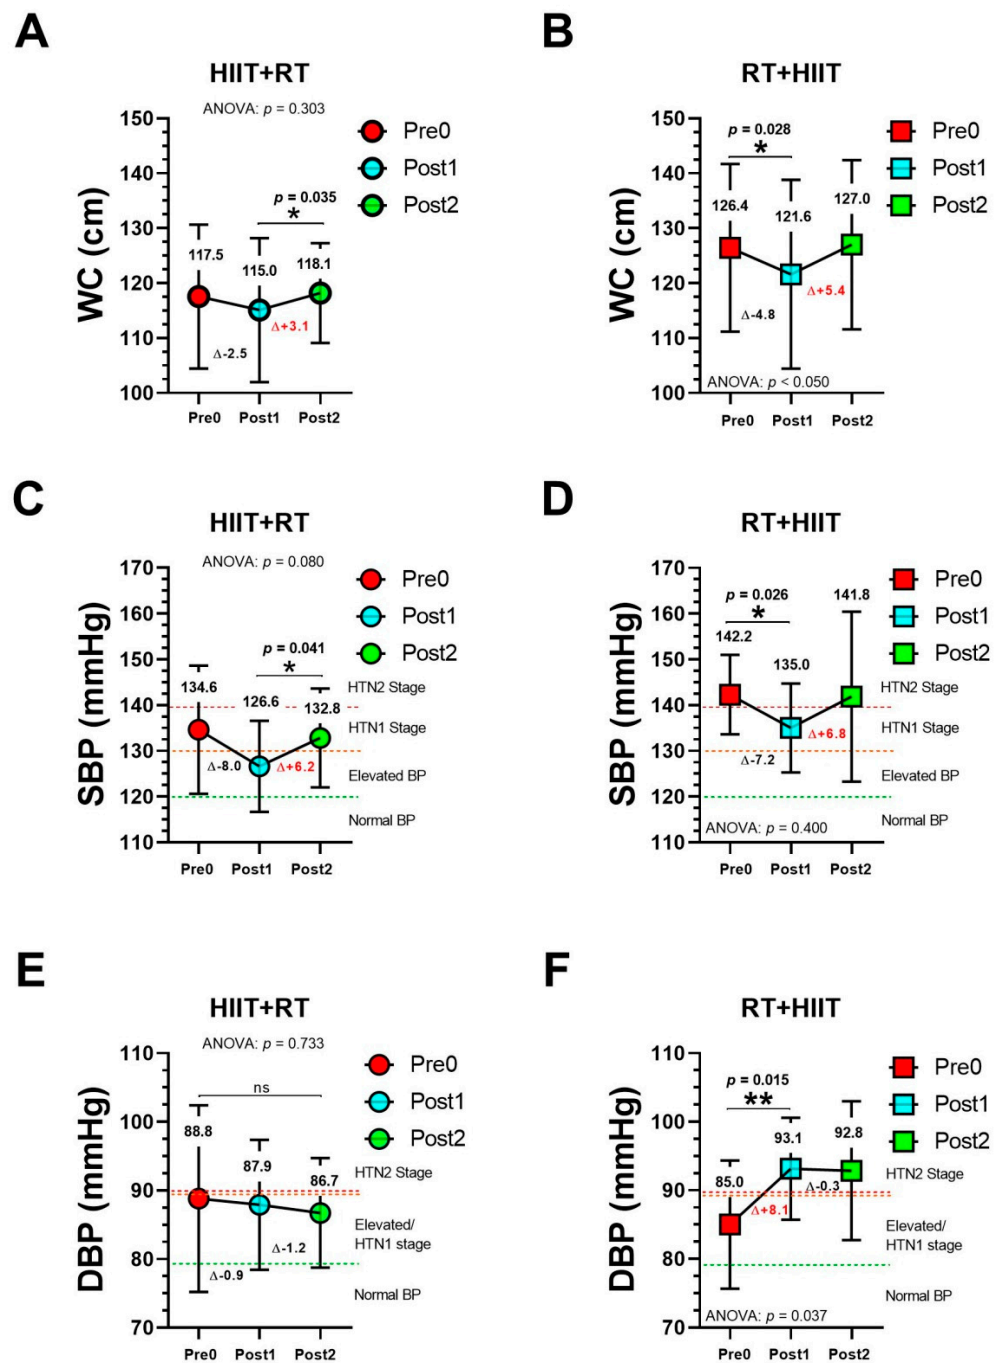 A
HIIT+RT
ANOVA: p = 0.303
WC (cm)
150
140
130
120
110
100
117.5
115.0
118.1
p = 0.035
*
Δ-2.5
Δ+3.1
Pre0
Post1
Post2
Pre0
Post1
Post2
B
RT+HIIT
WC (cm)
150
140
130
120
110
100
p = 0.028
*
126.4
121.6
127.0
Δ-4.8
Δ+5.4
ANOVA: p < 0.050
Pre0
Post1
Post2
Pre0
Post1
Post2
C
HIIT+RT
ANOVA: p = 0.080
SBP (mmHg)
170
160
150
140
130
120
110
134.6
126.6
132.8
p = 0.041
*
Δ-8.0
Δ+6.2
Pre0
Post1
Post2
HTN2 Stage
HTN1 Stage
Elevated BP
Normal BP
Pre0
Post1
Post2
D
RT+HIIT
SBP (mmHg)
170
160
150
140
130
120
110
p = 0.026
*
142.2
135.0
141.8
Δ-7.2
Δ+6.8
ANOVA: p = 0.400
Pre0
Post1
Post2
HTN2 Stage
HTN1 Stage
Elevated BP
Normal BP
Pre0
Post1
Post2
E
HIIT+RT
ANOVA: p = 0.733
DBP (mmHg)
110
100
90
80
70
ns
88.8
87.9
86.7
Δ-0.9
Δ-1.2
Pre0
Post1
Post2
HTN2 Stage
Elevated/
HTN1 stage
Normal BP
Pre0
Post1
Post2
F
RT+HIIT
DBP (mmHg)
110
100
90
80
70
p = 0.015
**
85.0
93.1
92.8
Δ+8.1
Δ-0.3
ANOVA: p = 0.037
Pre0
Post1
Post2
HTN2 Stage
Elevated/
HTN1 stage
Normal BP
Pre0
Post1
Post2